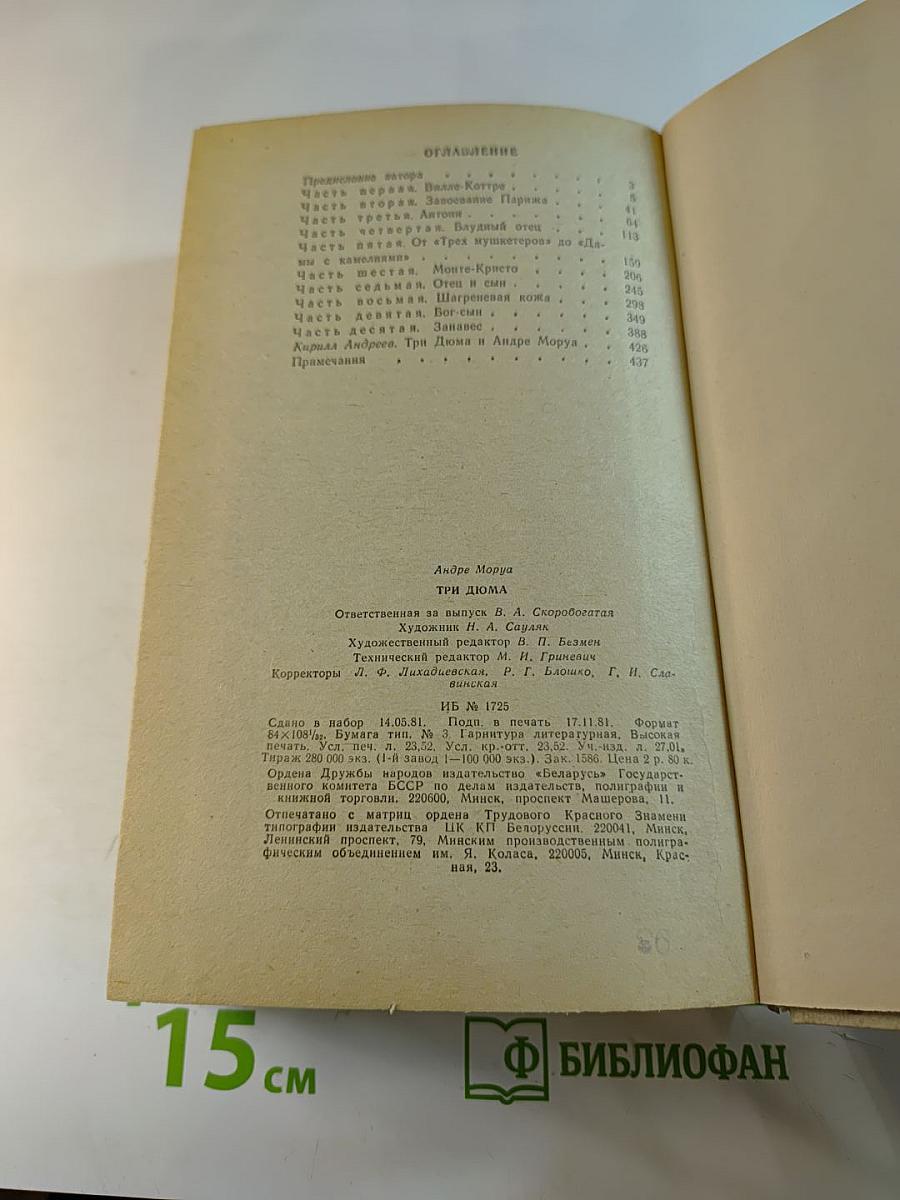 ОГЛАВЛЕНИЕ
Предисловие автора . . . . . . . . 3
Часть первая. Вилле-Коттре . . . . . 5
Часть вторая. Завоевание Парижа . . . 41
Часть третья. Антони . . . . . . . 64
Часть четвертая. Блудный отец . . . 113
Часть пятая. От «Трех мушкетеров» до «Да-
мы с камелиями» . . . . . . . . 159
Часть шестая. Монте-Кристо . . . . 206
Часть седьмая. Отец и сын . . . . . 245
Часть восьмая. Шагреневая кожа . . . 298
Часть девятая. Бог-сын . . . . . . 349
Часть десятая. Занавес . . . . . . 388
Кирилл Андреев. Три Дюма и Андре Моруа . . 426
Примечания . . . . . . . . . . 437
Андре Моруа
ТРИ ДЮМА
Ответственная за выпуск В. А. Скоробогатая
Художник Н. А. Сауляк
Художественный редактор В. П. Безмен
Технический редактор М. И. Гриневич
Корректоры Л. Ф. Лихадиевская, Р. Г. Блошко, Г. И. Сла-
винская
ИБ № 1725
Сдано в набор 14.05.81. Подп. в печать 17.11.81. Формат
84×108¹/₃₂. Бумага тип. № 3. Гарнитура литературная. Высокая
печать. Усл. печ. л. 23,52. Усл. кр.-отт. 23,52. Уч.-изд. л. 27,01.
Тираж 280 000 экз. (1-й завод 1—100 000 экз.). Зак. 1586. Цена 2 р. 80 к.
Ордена Дружбы народов издательство «Беларусь» Государст-
венного комитета БССР по делам издательств, полиграфии и
книжной торговли. 220600, Минск, проспект Машерова, 11.
Отпечатано с матриц ордена Трудового Красного Знамени
типографии издательства ЦК КП Белоруссии. 220041, Минск,
Ленинский проспект, 79, Минским производственным полигра-
фическим объединением им. Я. Коласа, 220005, Минск, Крас-
ная, 23.
15 см
Ф БИБЛИОФАН